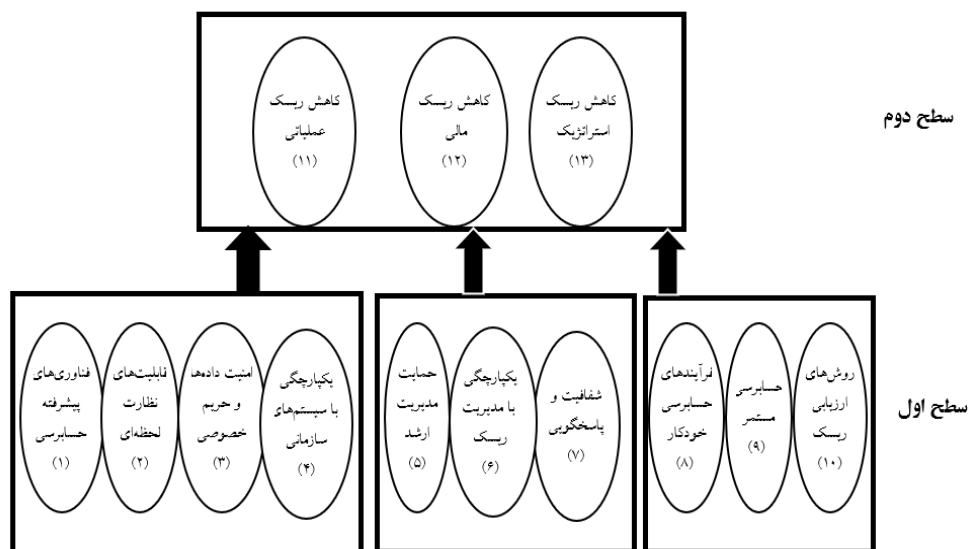 سطح دوم
کاهش ریسک
استراتژیک
(۱۳)
کاهش ریسک
مالی
(۱۲)
کاهش ریسک
عملیاتی
(۱۱)
سطح اول
روش‌های
ارزیابی
ریسک
(۱۰)
حسابرسی
مستمر
(۹)
فرآیندهای
حسابرسی
خودکار
(۸)
شفافیت و
پاسخگویی
(۷)
یکپارچگی
با مدیریت
ریسک
(۶)
حمایت
مدیریت
ارشد
(۵)
یکپارچگی
با سیستم‌های
سازمانی
(۴)
امنیت داده‌ها
و حریم
خصوصی
(۳)
قابلیت‌های
نظارت
لحظه‌ای
(۲)
فناوری‌های
پیشرفته
حسابرسی
(۱)